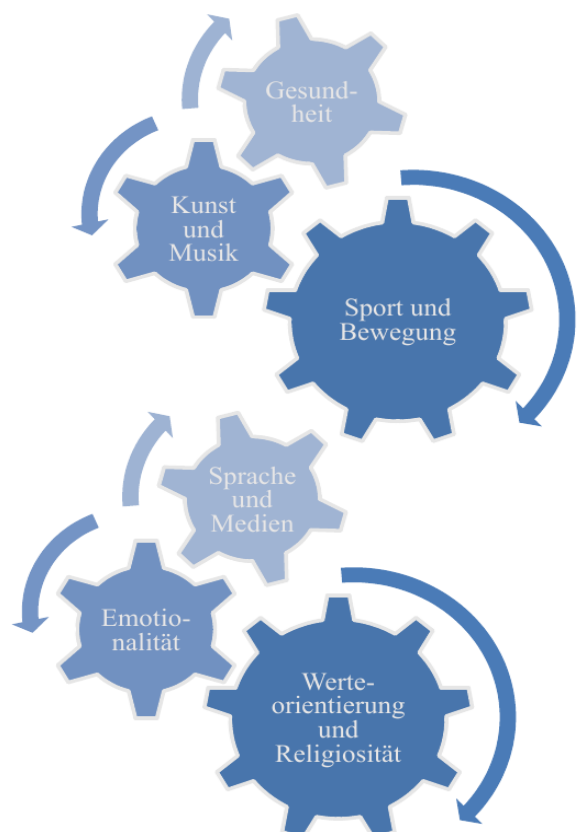 Gesund-
heit
Kunst
und
Musik
Sport und
Bewegung
Sprache
und
Medien
Emotio-
nalität
Werte-
orientierung
und
Religiosität